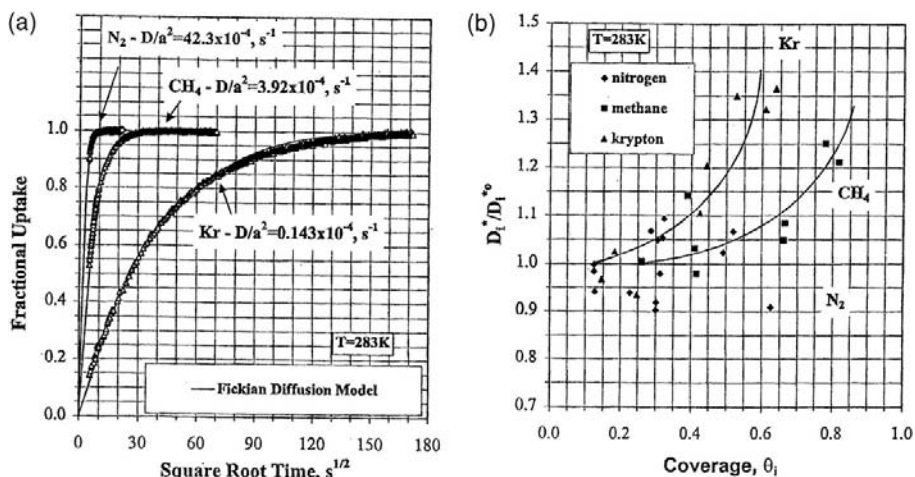 (a)
N₂ - D/a²=42.3x10⁻⁴, s⁻¹
CH₄ - D/a²=3.92x10⁻⁴, s⁻¹
Kr - D/a²=0.143x10⁻⁴, s⁻¹
T=283K
Fickian Diffusion Model
Fractional Uptake
1.0
0.8
0.6
0.4
0.2
0.0
0 30 60 90 120 150 180
Square Root Time, s¹/²
(b)
T=283K
nitrogen
methane
krypton
Kr
CH₄
N₂
Dᵢ*/Dᵢ*ᵒ
1.5
1.4
1.3
1.2
1.1
1.0
0.9
0.8
0.7
0.0 0.2 0.4 0.6 0.8 1.0
Coverage, θᵢ